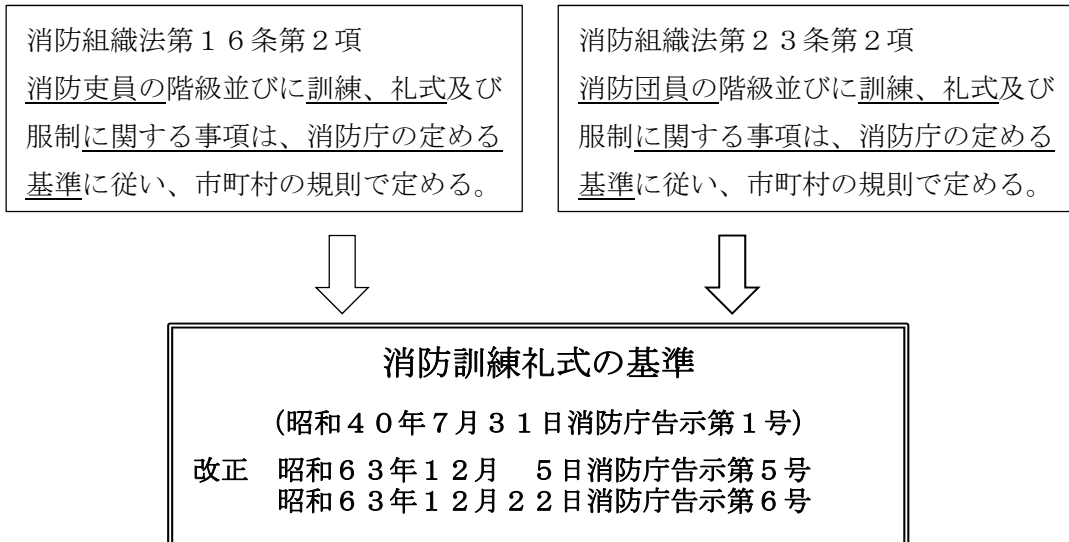 消防組織法第１６条第２項
消防吏員の階級並びに訓練、礼式及び
服制に関する事項は、消防庁の定める
基準に従い、市町村の規則で定める。
消防組織法第２３条第２項
消防団員の階級並びに訓練、礼式及び
服制に関する事項は、消防庁の定める
基準に従い、市町村の規則で定める。
消防訓練礼式の基準
(昭和４０年７月３１日消防庁告示第１号)
改正　昭和６３年１２月　５日消防庁告示第５号
昭和６３年１２月２２日消防庁告示第６号